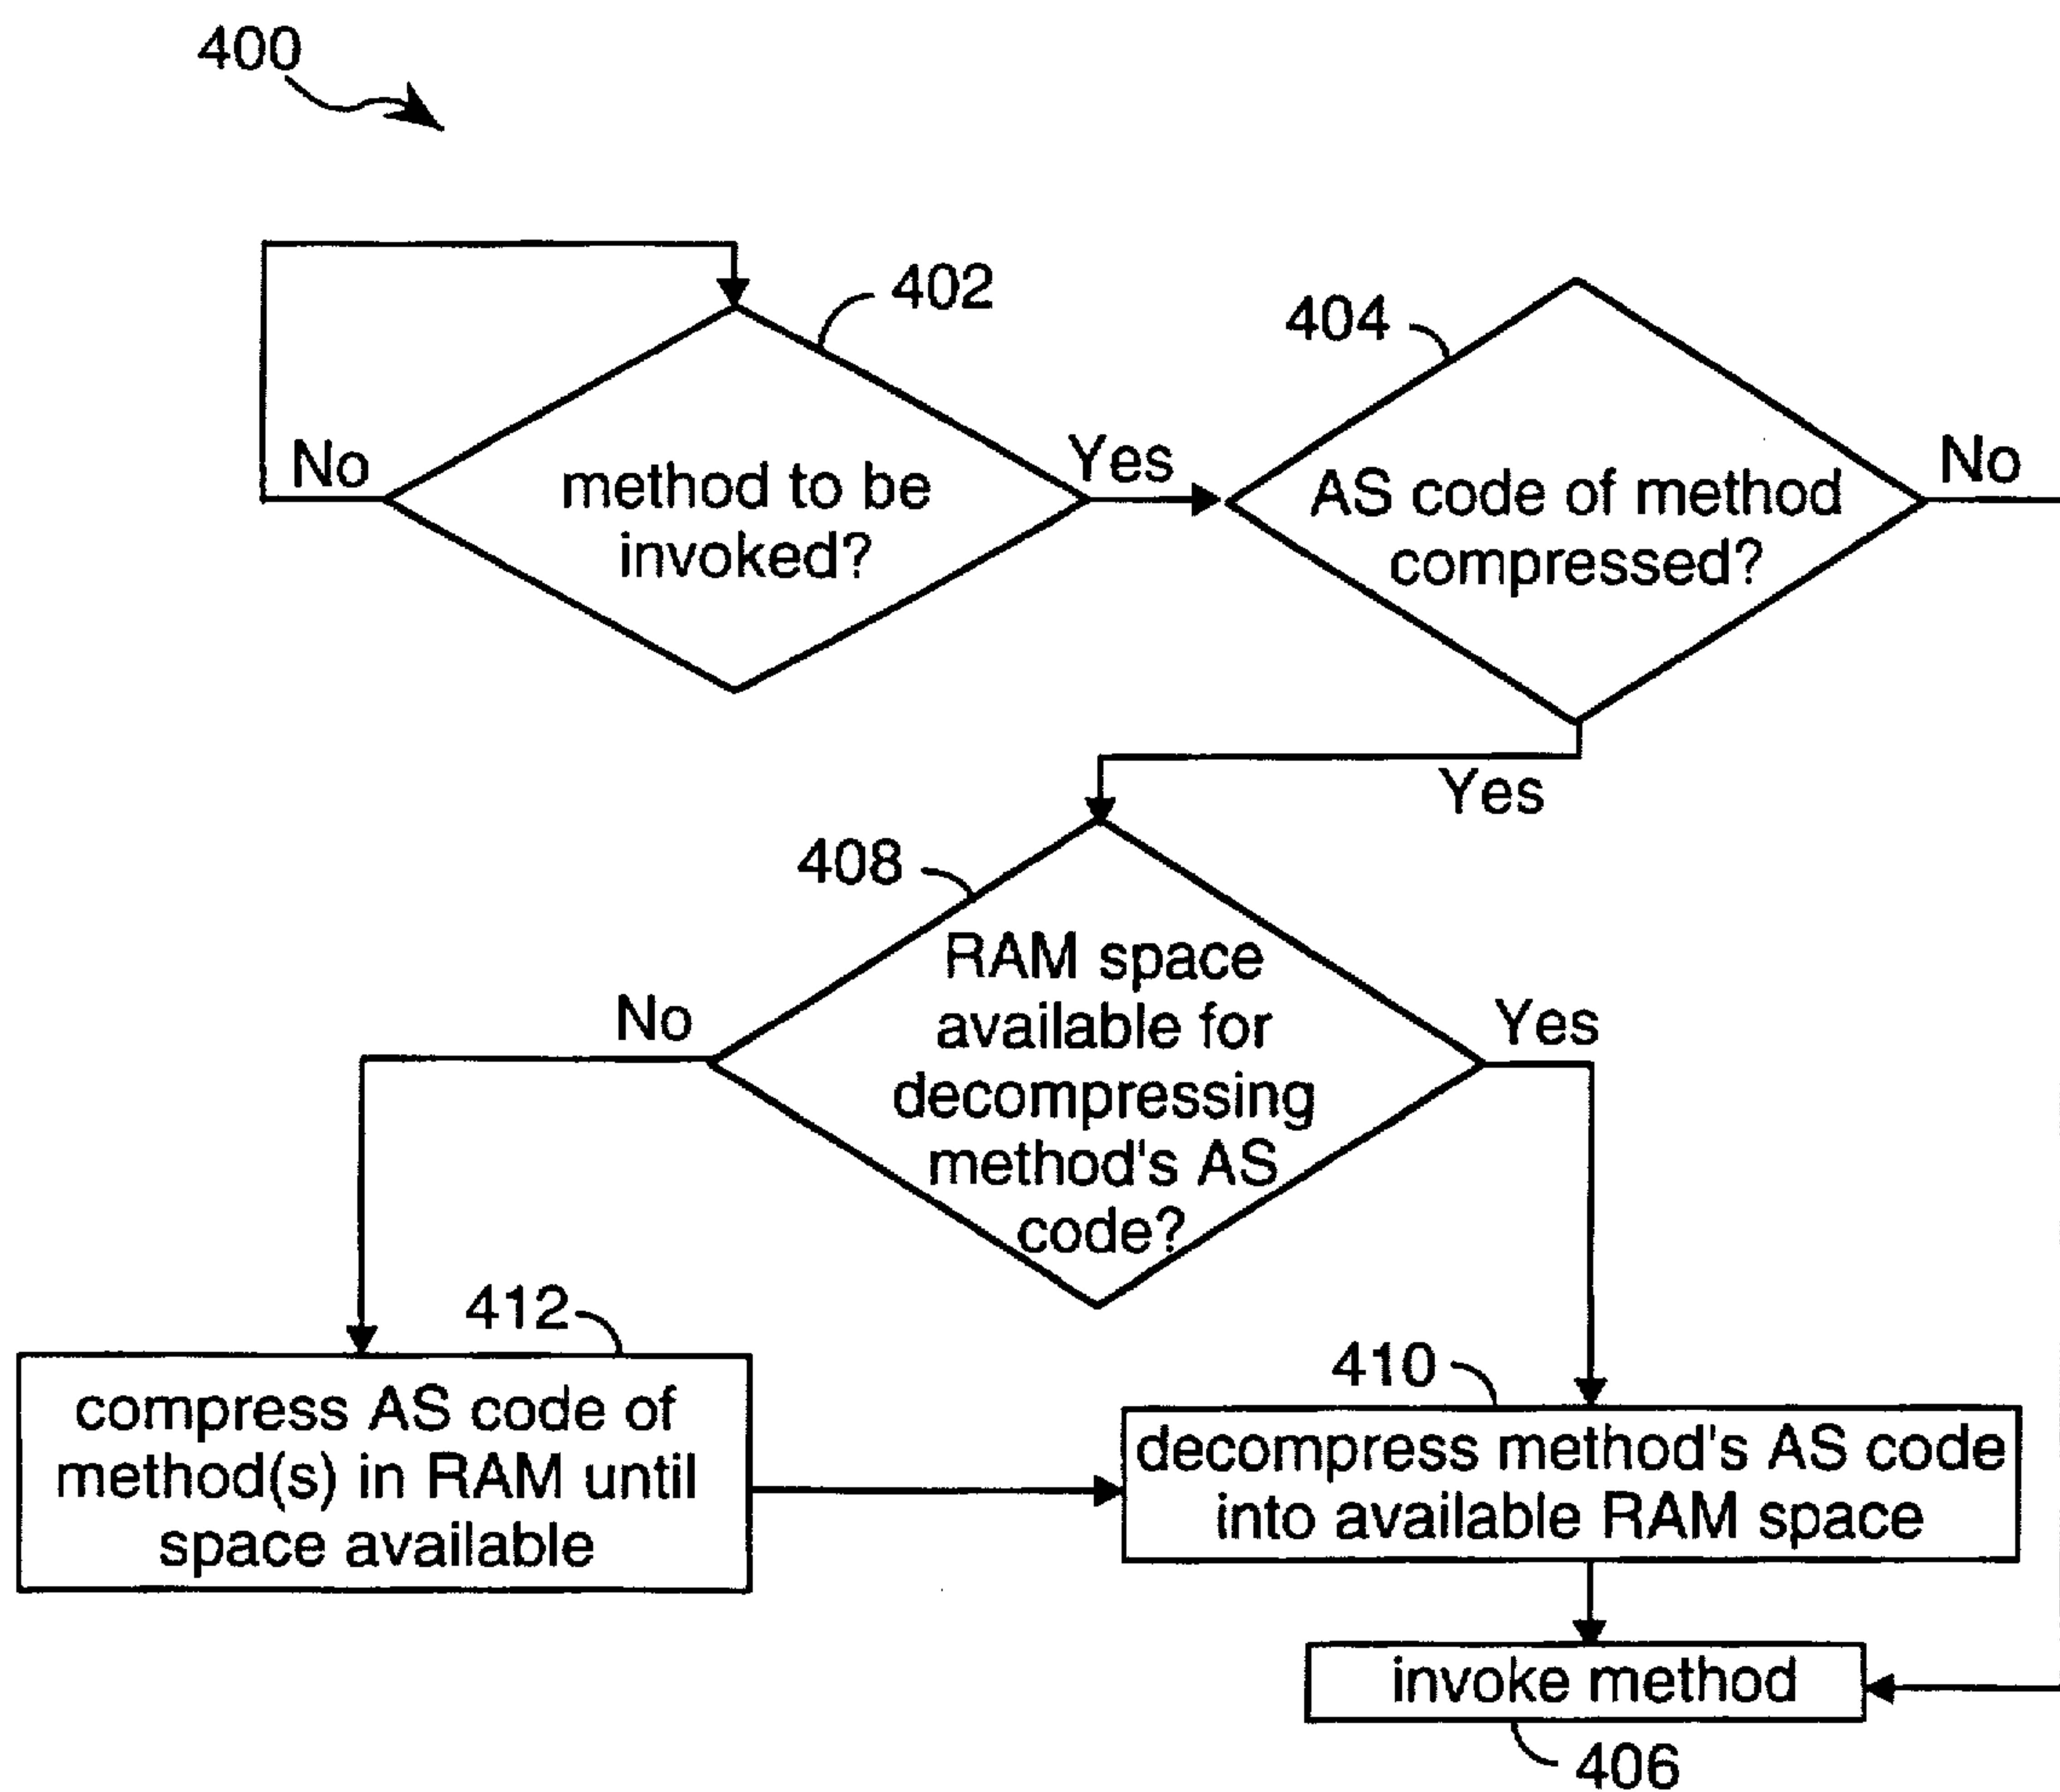 400
402
404
No
method to be
invoked?
Yes
AS code of method
compressed?
No
Yes
408
RAM space
available for
decompressing
method's AS
code?
No
Yes
412
compress AS code of
method(s) in RAM until
space available
410
decompress method's AS code
into available RAM space
invoke method
406